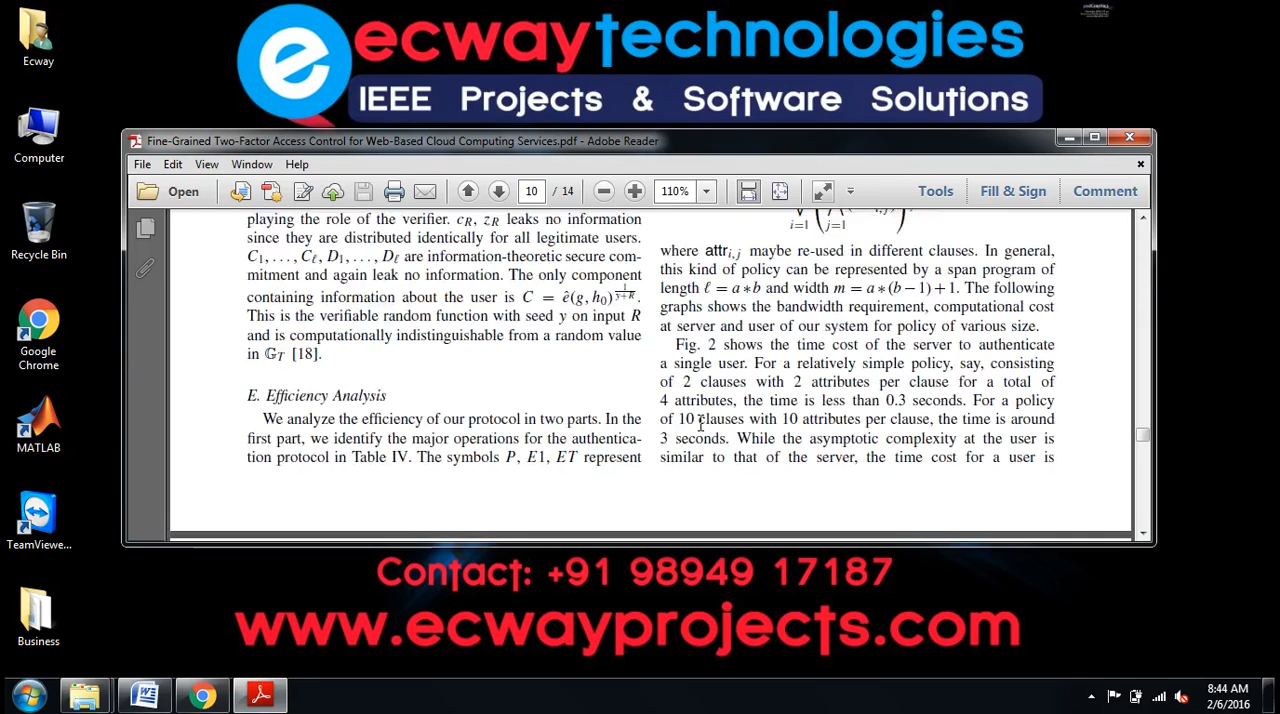 ecwaytechnologies
IEEE Projects & Software Solutions
Ecway
Computer
Recycle Bin
Google
Chrome
MATLAB
TeamViewe...
Business
Fine-Grained Two-Factor Access Control for Web-Based Cloud Computing Services.pdf - Adobe Reader
File Edit View Window Help
Open 10 / 14 110% Tools Fill & Sign Comment
playing the role of the verifier. c_R, z_R leaks no information
since they are distributed identically for all legitimate users.
C₁, . . . , C_ℓ, D₁, . . . , D_ℓ are information-theoretic secure com-
mitment and again leak no information. The only component
containing information about the user is C = ê(g, h₀)^{1/(y+R)}.
This is the verifiable random function with seed y on input R
and is computationally indistinguishable from a random value
in 𝔾_T [18].
E. Efficiency Analysis
We analyze the efficiency of our protocol in two parts. In the
first part, we identify the major operations for the authentica-
tion protocol in Table IV. The symbols P, E1, ET represent
i=1 j=1
where attr_{i,j} maybe re-used in different clauses. In general,
this kind of policy can be represented by a span program of
length ℓ = a∗b and width m = a∗(b−1)+1. The following
graphs shows the bandwidth requirement, computational cost
at server and user of our system for policy of various size.
Fig. 2 shows the time cost of the server to authenticate
a single user. For a relatively simple policy, say, consisting
of 2 clauses with 2 attributes per clause for a total of
4 attributes, the time is less than 0.3 seconds. For a policy
of 10 clauses with 10 attributes per clause, the time is around
3 seconds. While the asymptotic complexity at the user is
similar to that of the server, the time cost for a user is
Contact: +91 98949 17187
www.ecwayprojects.com
8:44 AM
2/6/2016